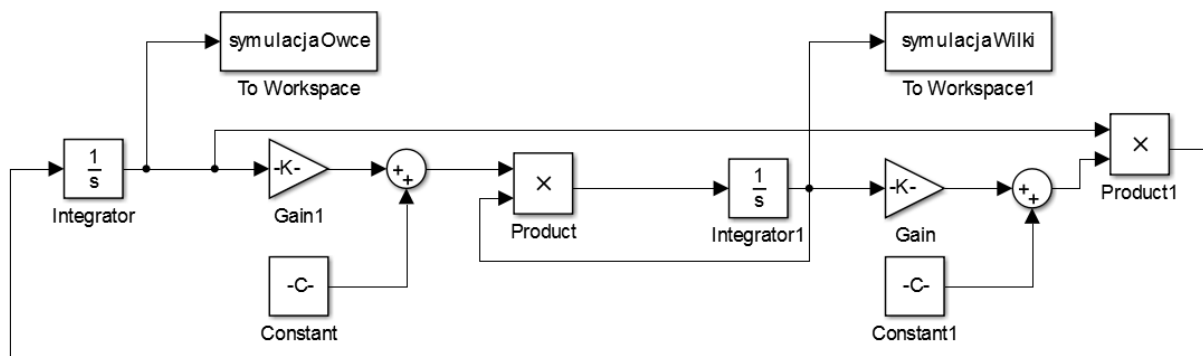 symulacjaOwce
To Workspace
symulacjaWilki
To Workspace1
1
s
Integrator
-K-
Gain1
+
+
×
Product
1
s
Integrator1
-K-
Gain
+
+
×
Product1
-C-
Constant
-C-
Constant1